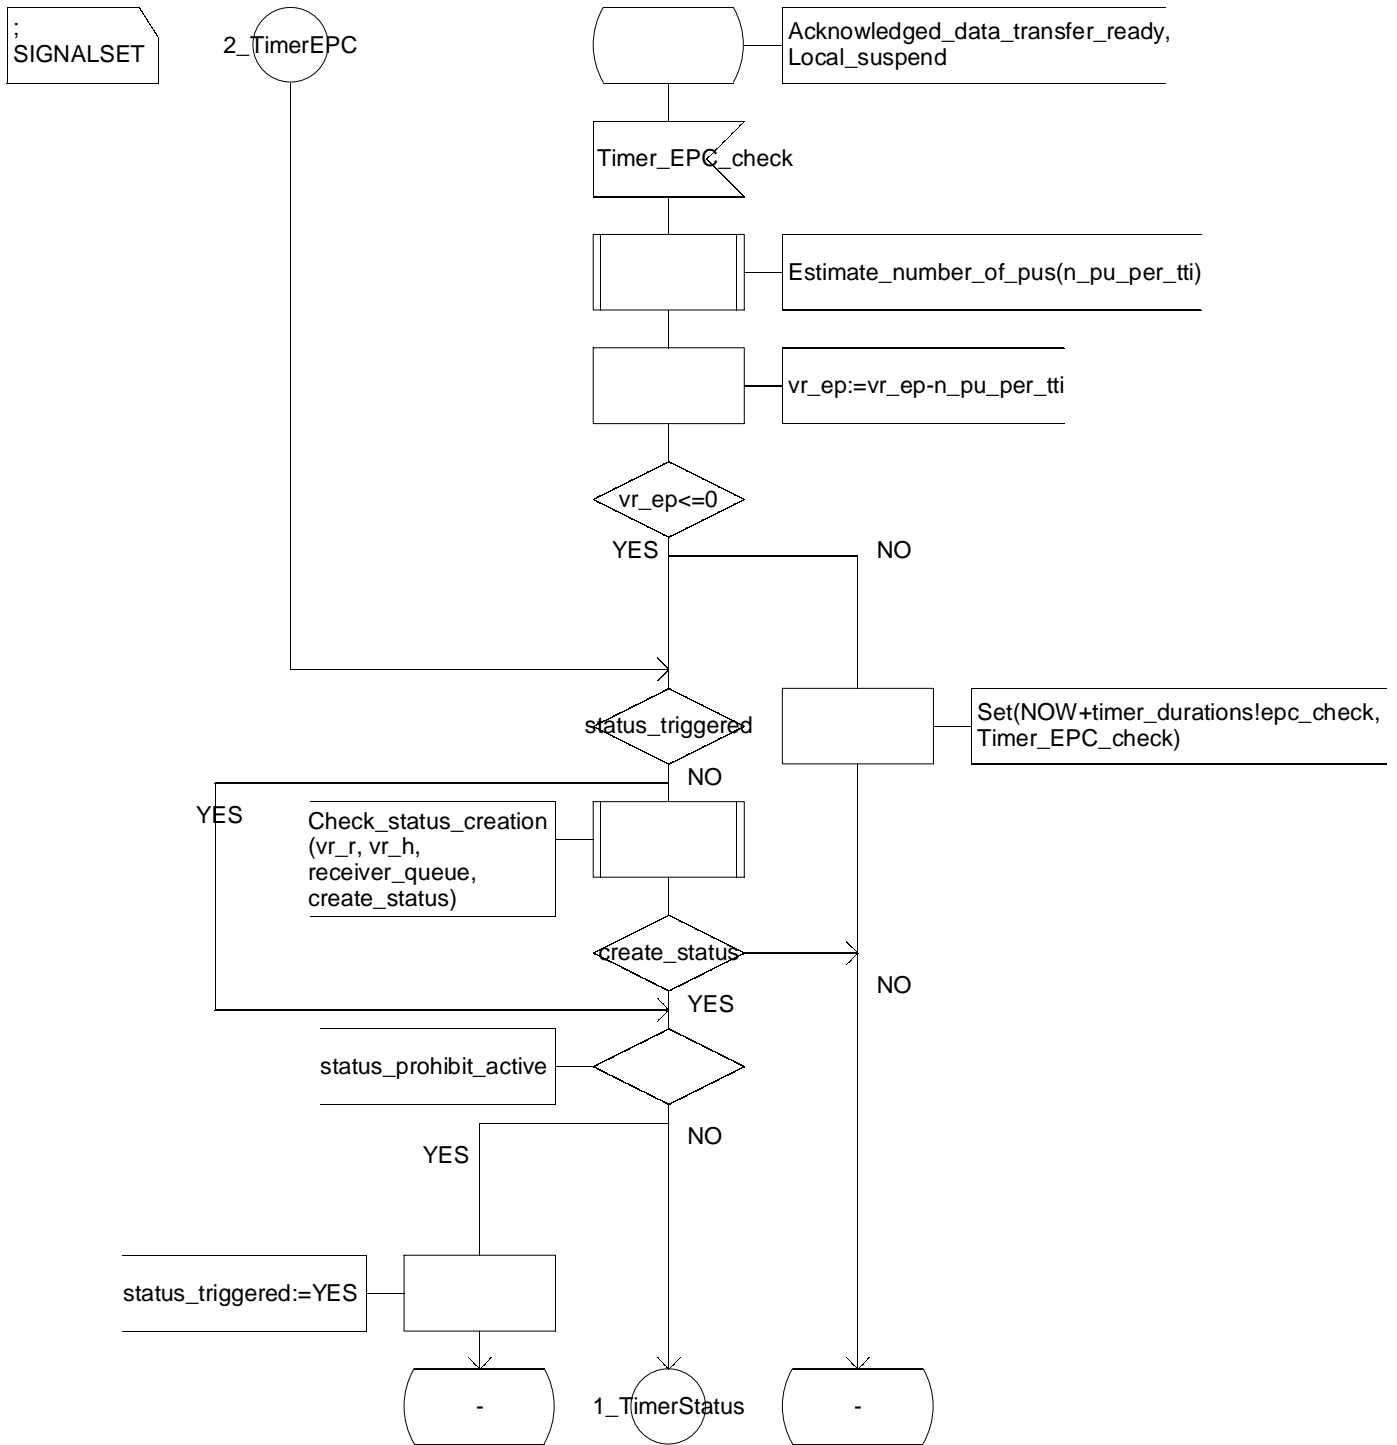 ;
SIGNALSET
2_TimerEPC
Acknowledged_data_transfer_ready,
Local_suspend
Timer_EPC_check
Estimate_number_of_pus(n_pu_per_tti)
vr_ep:=vr_ep-n_pu_per_tti
vr_ep<=0
YES
NO
status_triggered
Set(NOW+timer_durations!epc_check,
Timer_EPC_check)
NO
YES
Check_status_creation
(vr_r, vr_h,
receiver_queue,
create_status)
create_status
NO
YES
status_prohibit_active
NO
YES
status_triggered:=YES
-
1_TimerStatus
-